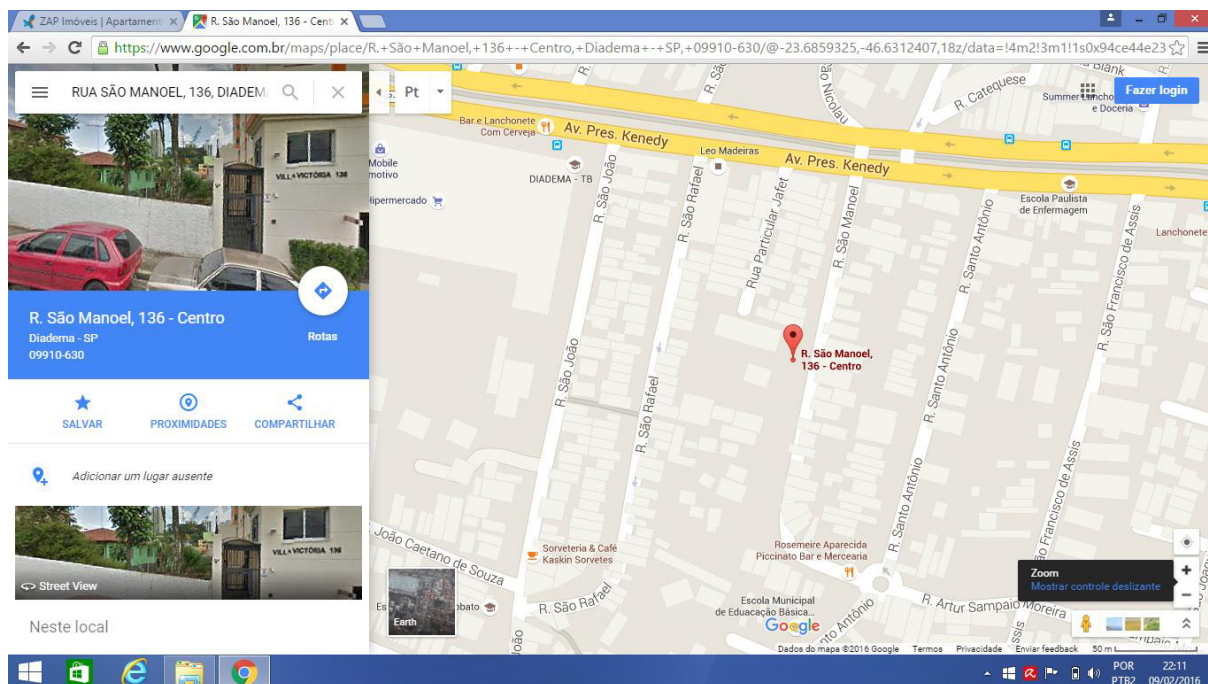 ZAP Imóveis | Apartament
R. São Manoel, 136 - Cent
https://www.google.com.br/maps/place/R.+São+Manoel,+136+-+Centro,+Diadema+-+SP,+09910-630/@-23.6859325,-46.6312407,18z/data=!4m2!3m1!1s0x94ce44e23
RUA SÃO MANOEL, 136, DIADEM
Pt
Fazer login
VILLA VICTÓRIA 136
R. São Manoel, 136 - Centro
Diadema - SP
09910-630
Rotas
SALVAR
PROXIMIDADES
COMPARTILHAR
Adicionar um lugar ausente
VILLA VICTÓRIA 136
Street View
Neste local
Bar e Lanchonete
Com Cerveja
Av. Pres. Kenedy
Leo Madeiras
Av. Pres. Kenedy
R. Catequese
Summer Lancho
e Doceria
Mobile
motivo
DIADEMA - TB
Hipermercado
Escola Paulista
de Enfermagem
Lanchonete
R. São João
R. São Rafael
Rua Particular Jafet
R. São Manoel
R. Santo Antônio
R. São Francisco de Assis
R. São Manoel,
136 - Centro
R. São João
R. São Rafael
R. São Manoel
R. Santo Antônio
R. Santo Antônio
João Caetano de Souza
Sorveteria & Café
Kaskin Sorvetes
Rosemeire Aparecida
Piccinato Bar e Mercearia
R. São Rafael
Escola Municipal
de Eduacação Básica...
R. Artur Sampaio Moreira
Earth
Google
Zoom
Mostrar controle deslizante
Dados do mapa ©2016 Google
Termos
Privacidade
Enviar feedback
50 m
POR
PTB2
22:11
09/02/2016